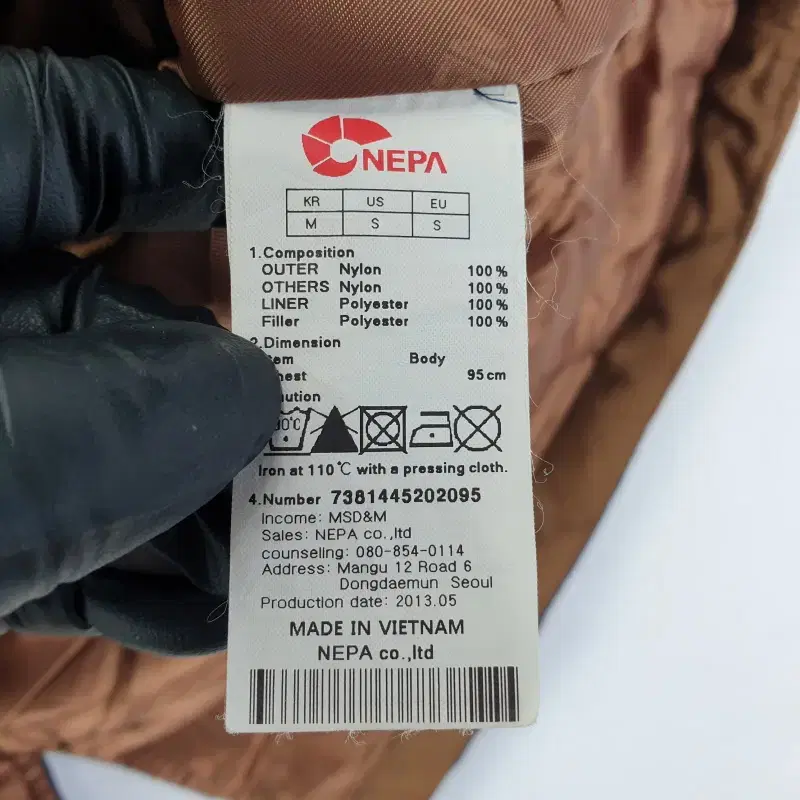 NEPA
KR US EU
M S S
1.Composition
OUTER Nylon 100%
OTHERS Nylon 100%
LINER Polyester 100%
Filler Polyester 100%
2.Dimension
Body
95cm
Iron at 110℃ with a pressing cloth.
4.Number 7381445202095
Income: MSD&M
Sales: NEPA co.,ltd
counseling: 080-854-0114
Address: Mangu 12 Road 6
Dongdaemun Seoul
Production date: 2013.05
MADE IN VIETNAM
NEPA co.,ltd